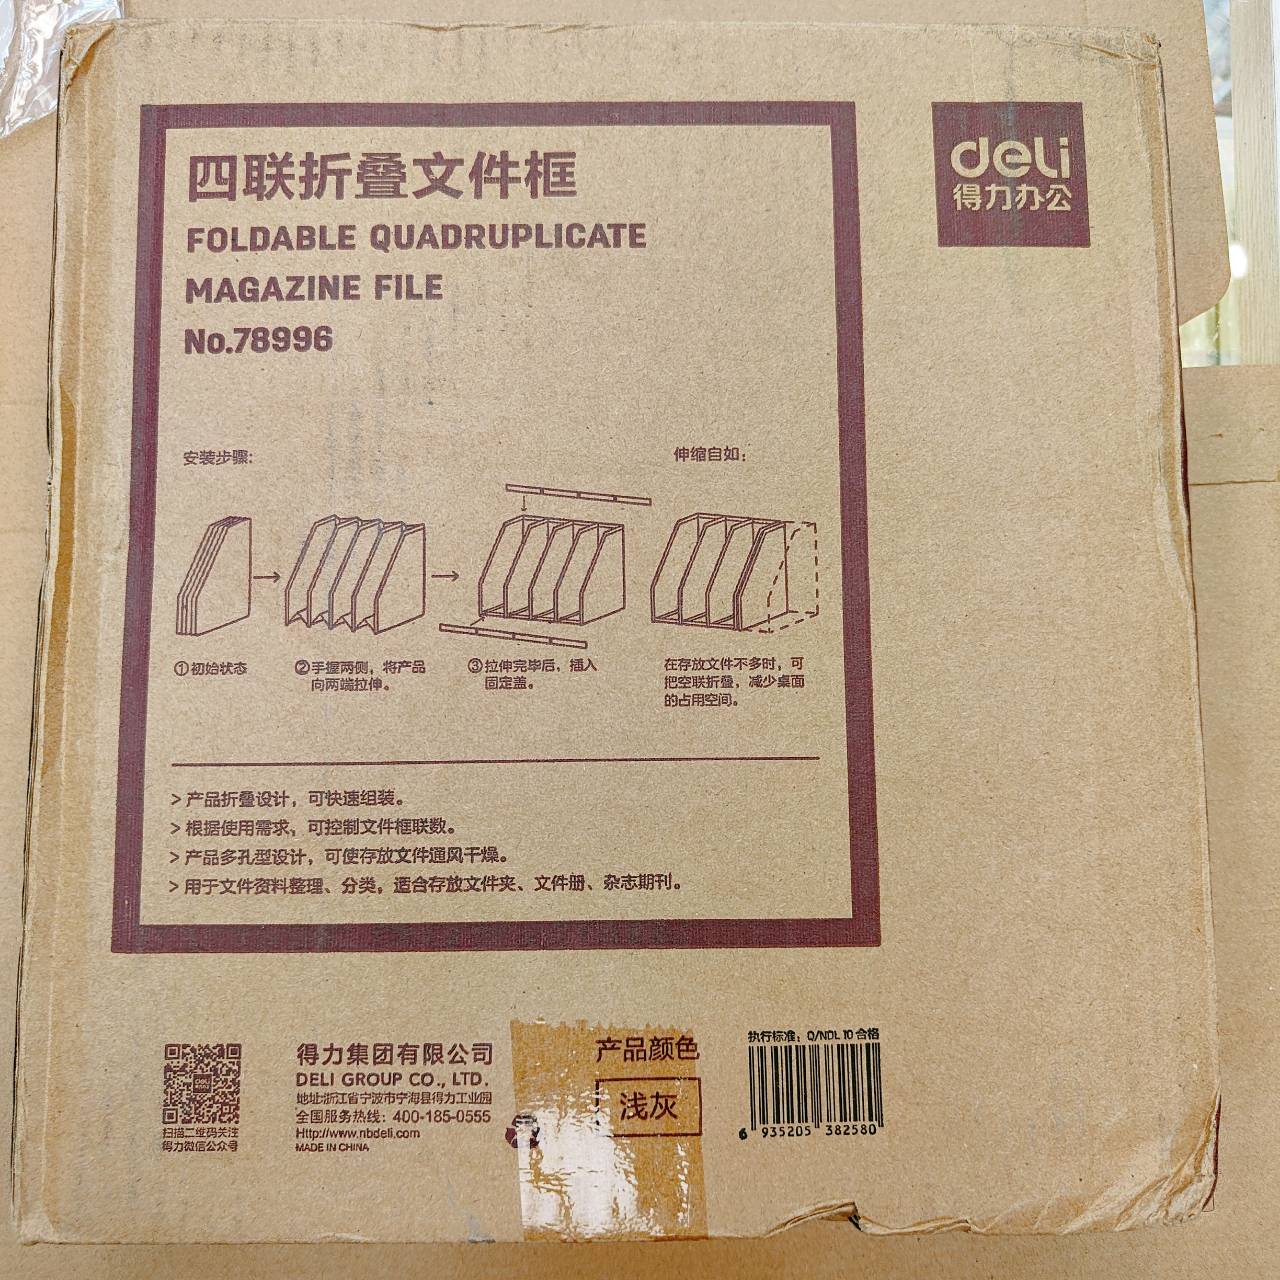 四联折叠文件框
FOLDABLE QUADRUPLICATE
MAGAZINE FILE
No.78996
deli
得力办公
安装步骤:
伸缩自如:
①初始状态
②手握两侧，将产品
向两端拉伸。
③拉伸完毕后，插入
固定盖。
在存放文件不多时，可
把空联折叠，减少桌面
的占用空间。
> 产品折叠设计，可快速组装。
> 根据使用需求，可控制文件框联数。
> 产品多孔型设计，可使存放文件通风干燥。
> 用于文件资料整理、分类，适合存放文件夹、文件册、杂志期刊。
deli
扫描二维码关注
得力微信公众号
得力集团有限公司
DELI GROUP CO., LTD.
地址:浙江省宁波市宁海县得力工业园
全国服务热线: 400-185-0555
Http://www.nbdeli.com
MADE IN CHINA
产品颜色
浅灰
执行标准: Q/NDL 10 合格
6 935205 382580